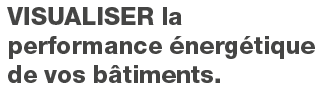 VISUALISER la
performance énergétique
de vos bâtiments.